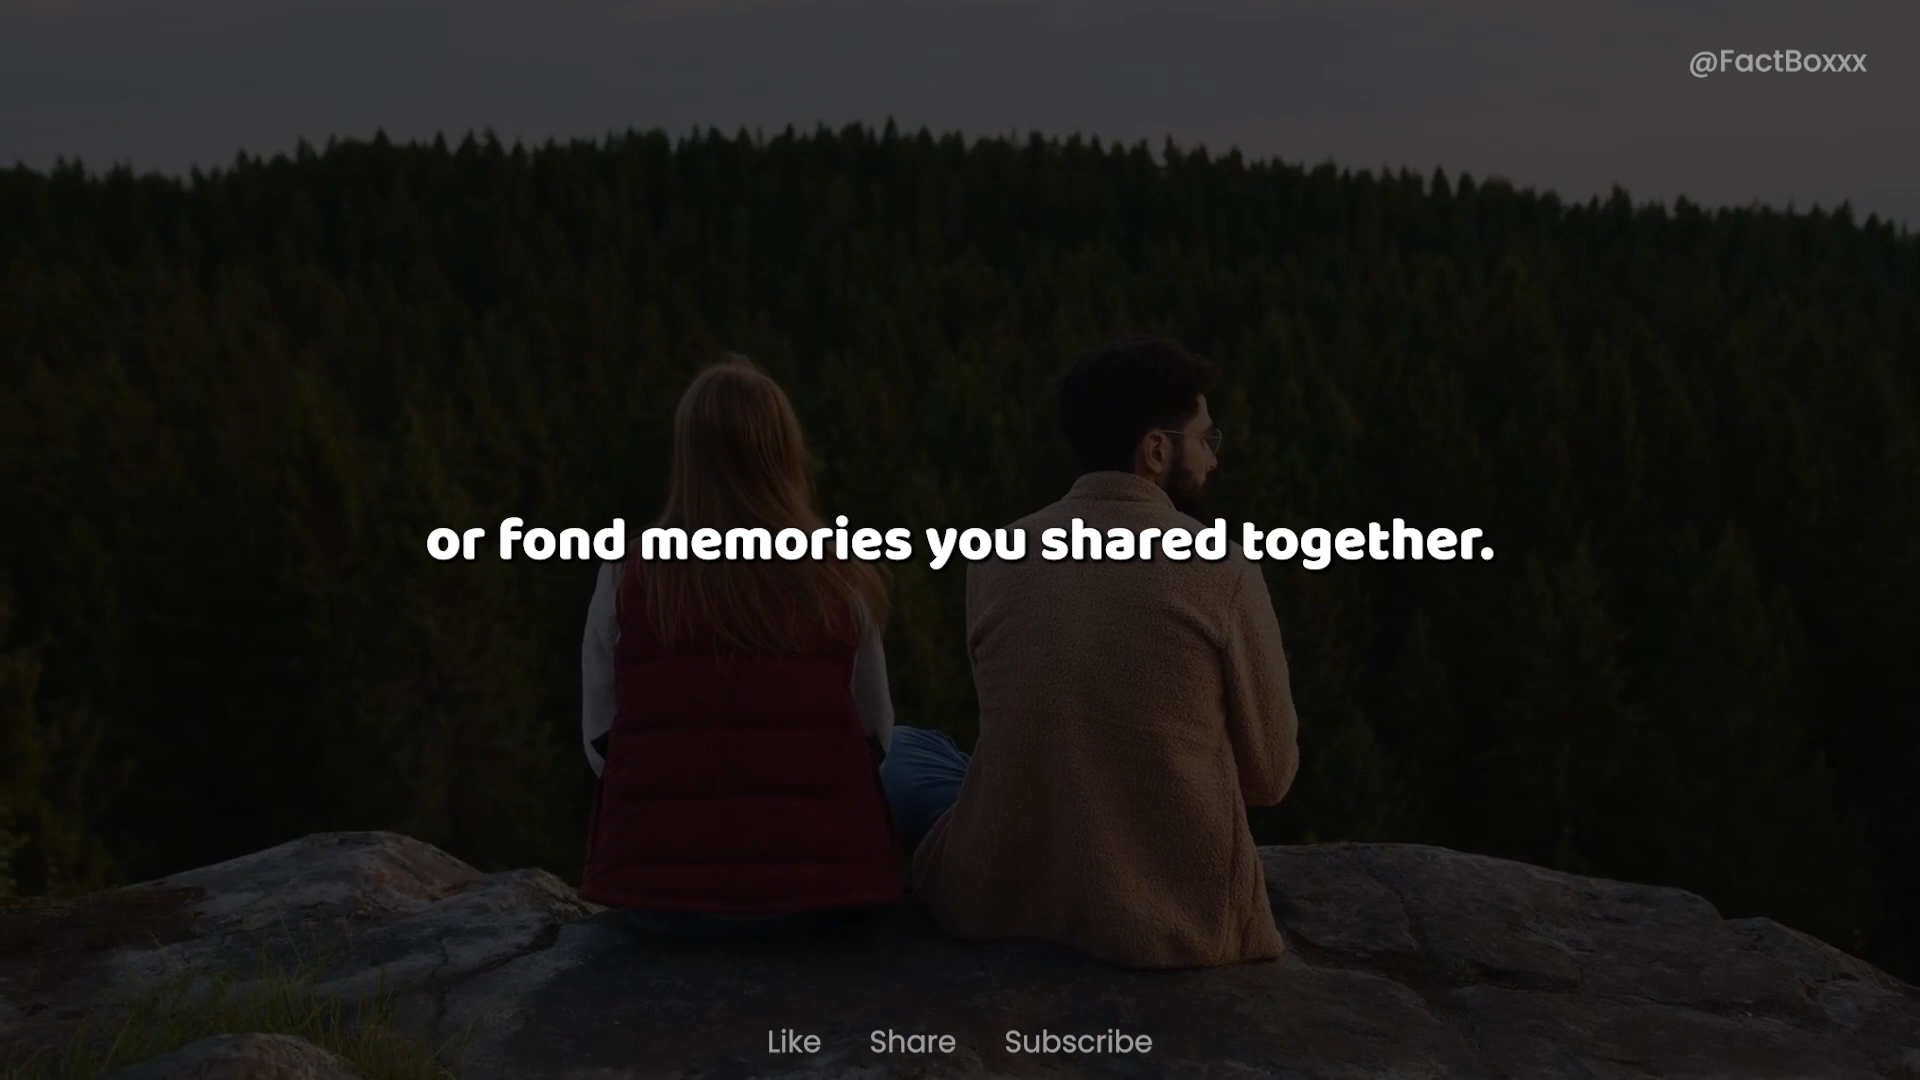 @FactBoxxx
or fond memories you shared together.
Like Share Subscribe